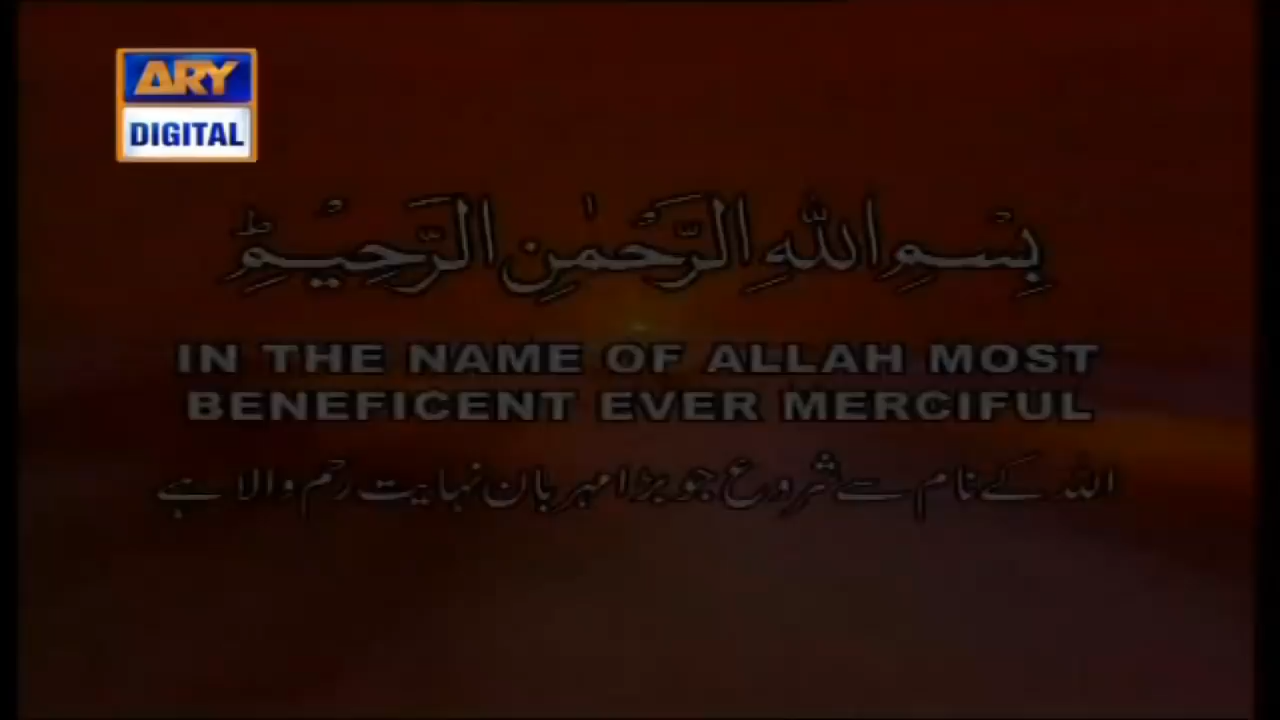 ARY
DIGITAL
بِسْمِ اللّٰهِ الرَّحْمٰنِ الرَّحِيْمِ ؕ
IN THE NAME OF ALLAH MOST
BENEFICENT EVER MERCIFUL
اللہ کے نام سے شروع جو بڑا مہربان نہایت رحم والا ہے